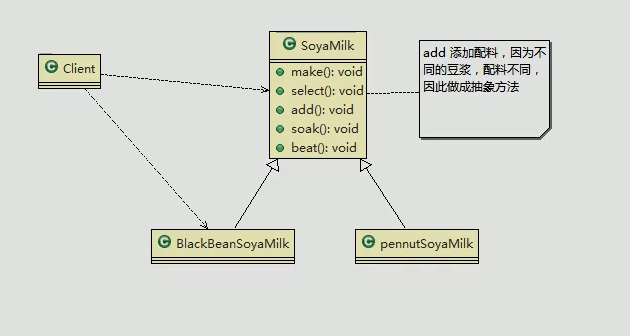 Client
SoyaMilk
make(): void
select(): void
add(): void
soak(): void
beat(): void
add 添加配料，因为不
同的豆浆，配料不同，
因此做成抽象方法
BlackBeanSoyaMilk
pennutSoyaMilk